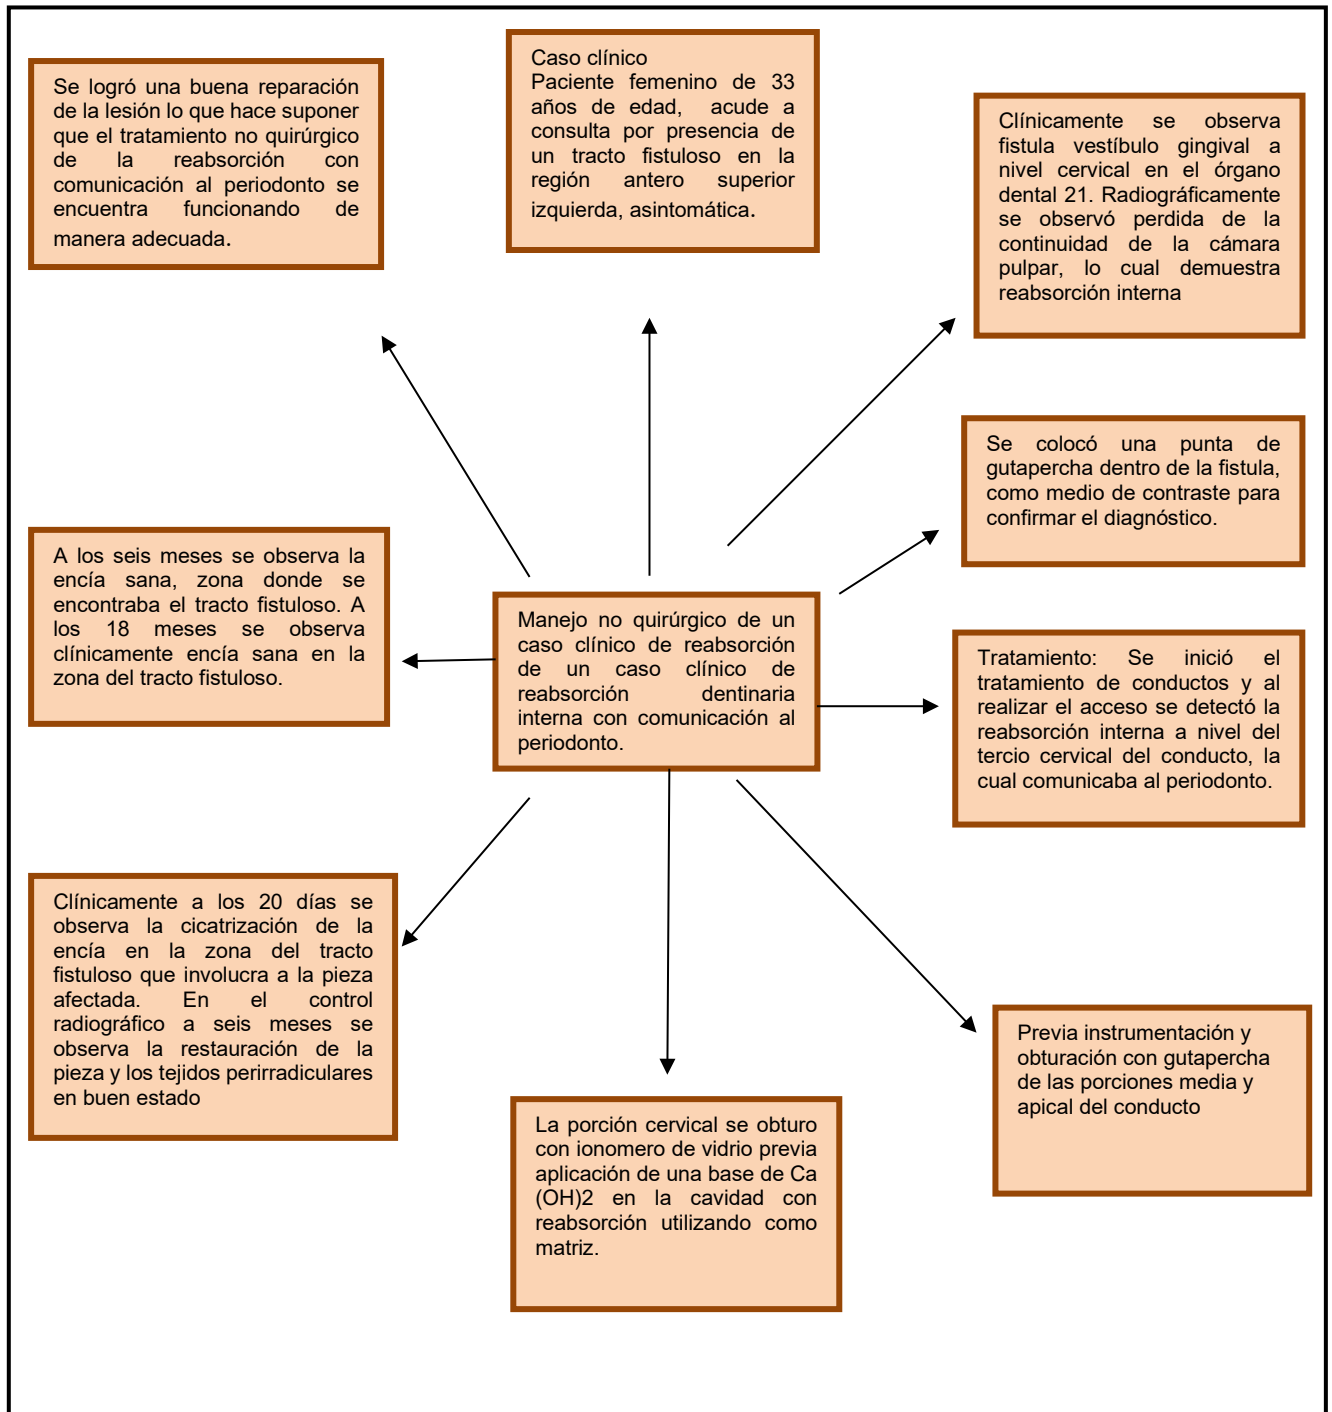 Caso clínico
Paciente femenino de 33
años de edad, acude a
consulta por presencia de
un tracto fistuloso en la
región antero superior
izquierda, asintomática.
Clínicamente se observa
fistula vestíbulo gingival a
nivel cervical en el órgano
dental 21. Radiográficamente
se observó perdida de la
continuidad de la cámara
pulpar, lo cual demuestra
reabsorción interna
Se colocó una punta de
gutapercha dentro de la fistula,
como medio de contraste para
confirmar el diagnóstico.
Tratamiento: Se inició el
tratamiento de conductos y al
realizar el acceso se detectó la
reabsorción interna a nivel del
tercio cervical del conducto, la
cual comunicaba al periodonto.
Previa instrumentación y
obturación con gutapercha
de las porciones media y
apical del conducto
La porción cervical se obturo
con ionomero de vidrio previa
aplicación de una base de Ca
(OH)2 en la cavidad con
reabsorción utilizando como
matriz.
Clínicamente a los 20 días se
observa la cicatrización de la
encía en la zona del tracto
fistuloso que involucra a la pieza
afectada. En el control
radiográfico a seis meses se
observa la restauración de la
pieza y los tejidos perirradiculares
en buen estado
A los seis meses se observa la
encía sana, zona donde se
encontraba el tracto fistuloso. A
los 18 meses se observa
clínicamente encía sana en la
zona del tracto fistuloso.
Se logró una buena reparación
de la lesión lo que hace suponer
que el tratamiento no quirúrgico
de la reabsorción con
comunicación al periodonto se
encuentra funcionando de
manera adecuada.
Manejo no quirúrgico de un
caso clínico de reabsorción
de un caso clínico de
reabsorción dentinaria
interna con comunicación al
periodonto.